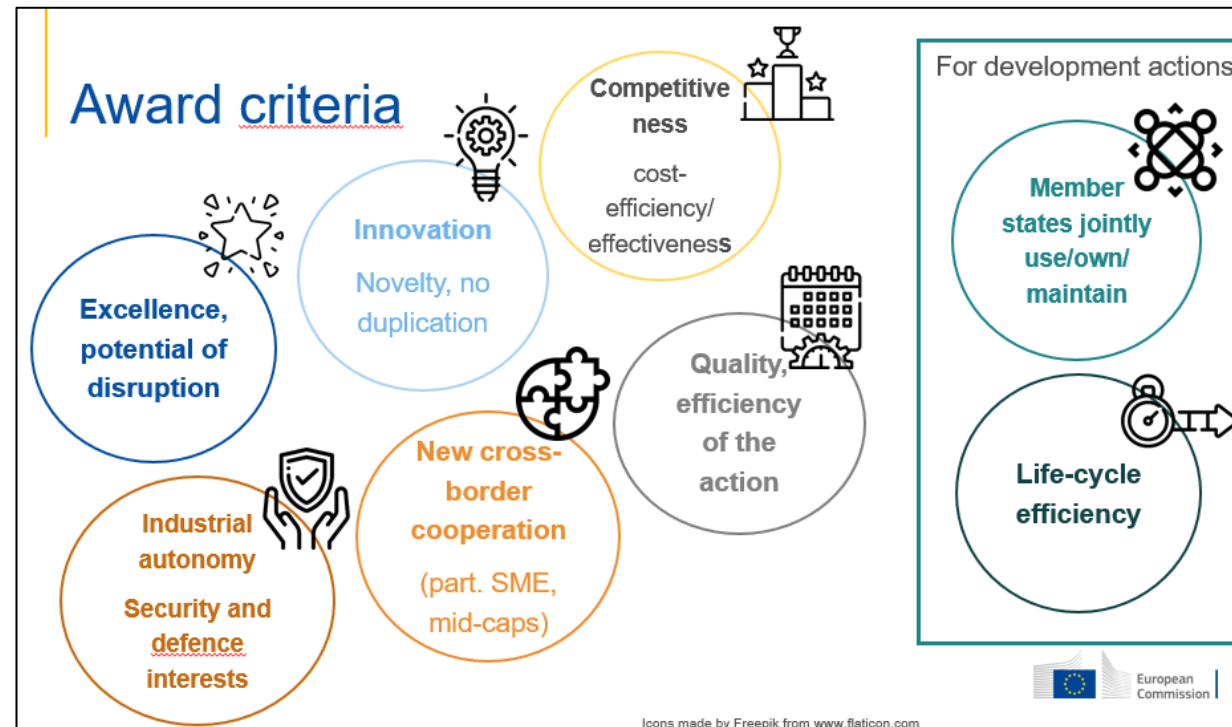 Award criteria
Excellence,
potential of
disruption
Innovation
Novelty, no
duplication
Competitive
ness
cost-
efficiency/
effectiveness
Industrial
autonomy
Security and
defence
interests
New cross-
border
cooperation
(part. SME,
mid-caps)
Quality,
efficiency
of the
action
For development actions
Member
states jointly
use/own/
maintain
Life-cycle
efficiency
European
Commission
Icons made by Freepik from www.flaticon.com